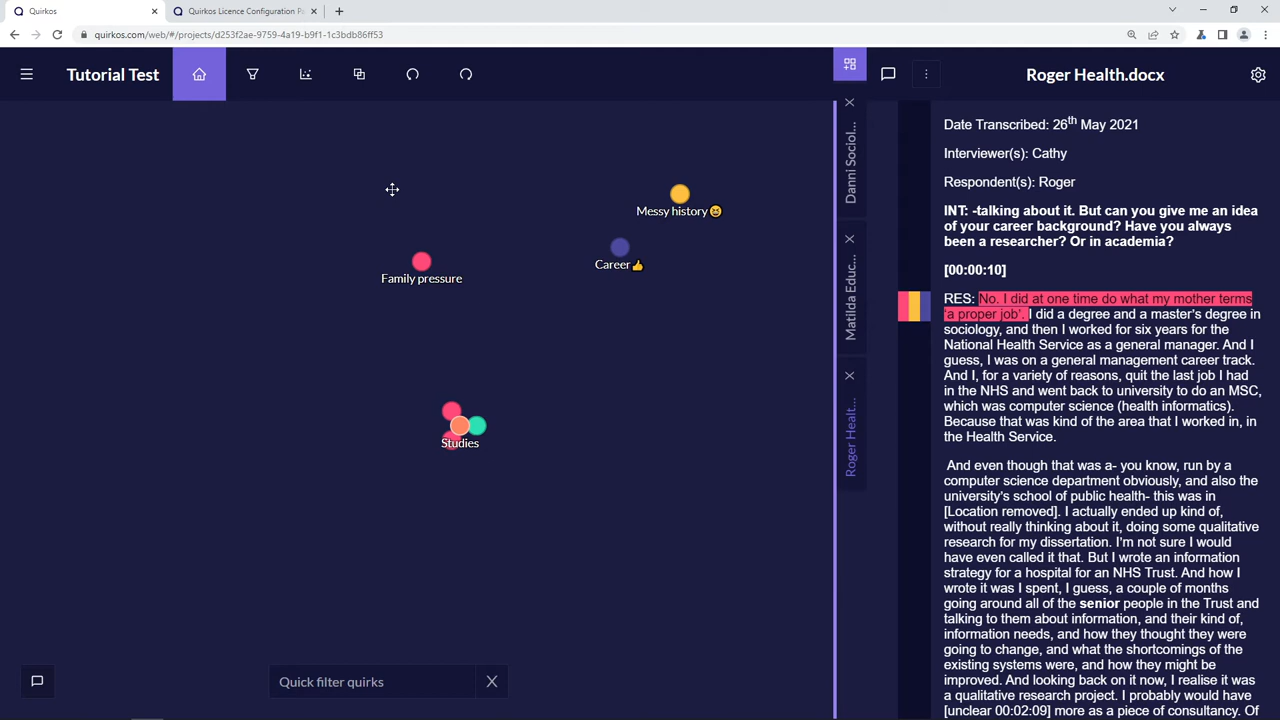 Quirkos
Quirkos Licence Configuration Pa
quirkos.com/web/#/projects/d253f2ae-9759-4a19-b9f1-1c3bdb86ff53
Tutorial Test
Roger Health.docx
Danni Sociol...
Matilda Educ...
Roger Healt...
Messy history 😆
Career 👍
Family pressure
Studies
Quick filter quirks
Date Transcribed: 26th May 2021
Interviewer(s): Cathy
Respondent(s): Roger
INT: -talking about it. But can you give me an idea
of your career background? Have you always
been a researcher? Or in academia?
[00:00:10]
RES: No. I did at one time do what my mother terms
'a proper job'. I did a degree and a master's degree in
sociology, and then I worked for six years for the
National Health Service as a general manager. And I
guess, I was on a general management career track.
And I, for a variety of reasons, quit the last job I had
in the NHS and went back to university to do an MSC,
which was computer science (health informatics).
Because that was kind of the area that I worked in, in
the Health Service.
And even though that was a- you know, run by a
computer science department obviously, and also the
university's school of public health- this was in
[Location removed]. I actually ended up kind of,
without really thinking about it, doing some qualitative
research for my dissertation. I'm not sure I would
have even called it that. But I wrote an information
strategy for a hospital for an NHS Trust. And how I
wrote it was I spent, I guess, a couple of months
going around all of the senior people in the Trust and
talking to them about information, and their kind of,
information needs, and how they thought they were
going to change, and what the shortcomings of the
existing systems were, and how they might be
improved. And looking back on it now, I realise it was
a qualitative research project. I probably would have
[unclear 00:02:09] more as a piece of consultancy. Of